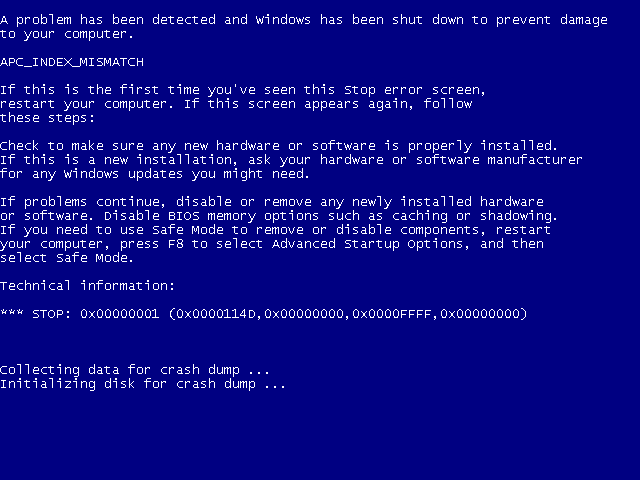 A problem has been detected and Windows has been shut down to prevent damage
to your computer.
APC_INDEX_MISMATCH
If this is the first time you've seen this Stop error screen,
restart your computer. If this screen appears again, follow
these steps:
Check to make sure any new hardware or software is properly installed.
If this is a new installation, ask your hardware or software manufacturer
for any Windows updates you might need.
If problems continue, disable or remove any newly installed hardware
or software. Disable BIOS memory options such as caching or shadowing.
If you need to use Safe Mode to remove or disable components, restart
your computer, press F8 to select Advanced Startup Options, and then
select Safe Mode.
Technical information:
*** STOP: 0x00000001 (0x0000114D,0x00000000,0x0000FFFF,0x00000000)
Collecting data for crash dump ...
Initializing disk for crash dump ...